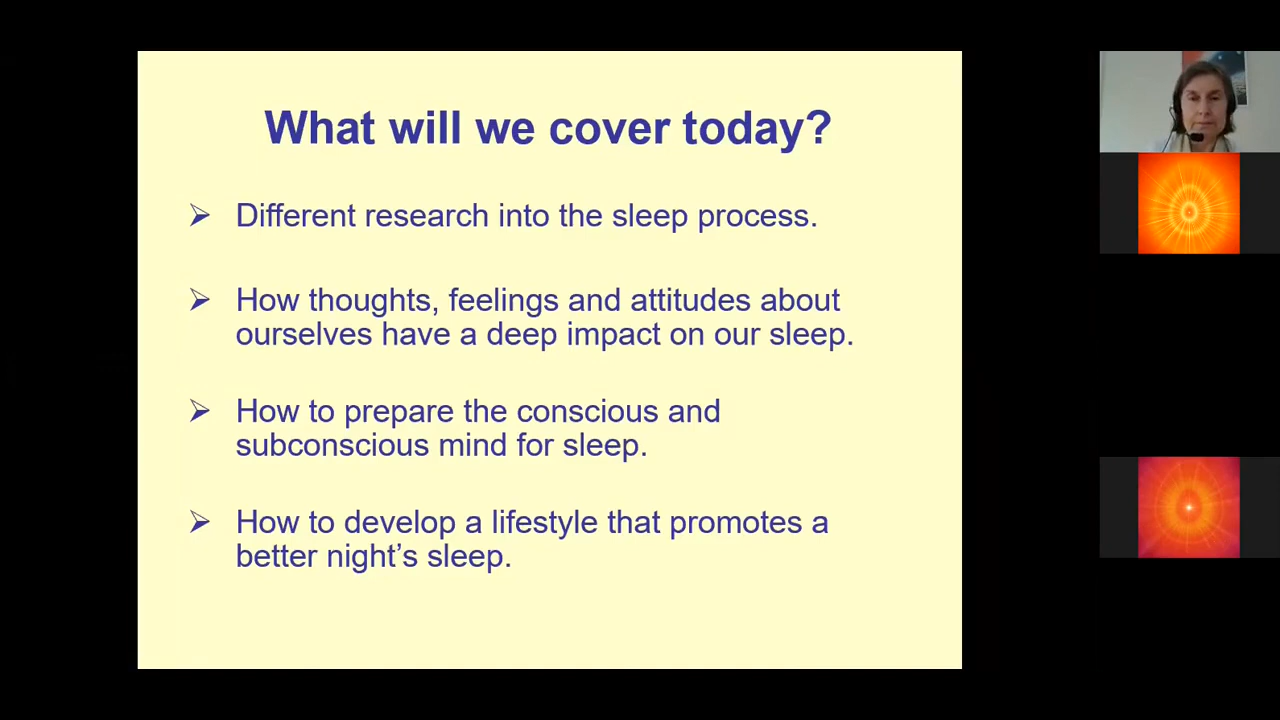 What will we cover today?
Different research into the sleep process.
How thoughts, feelings and attitudes about
ourselves have a deep impact on our sleep.
How to prepare the conscious and
subconscious mind for sleep.
How to develop a lifestyle that promotes a
better night’s sleep.